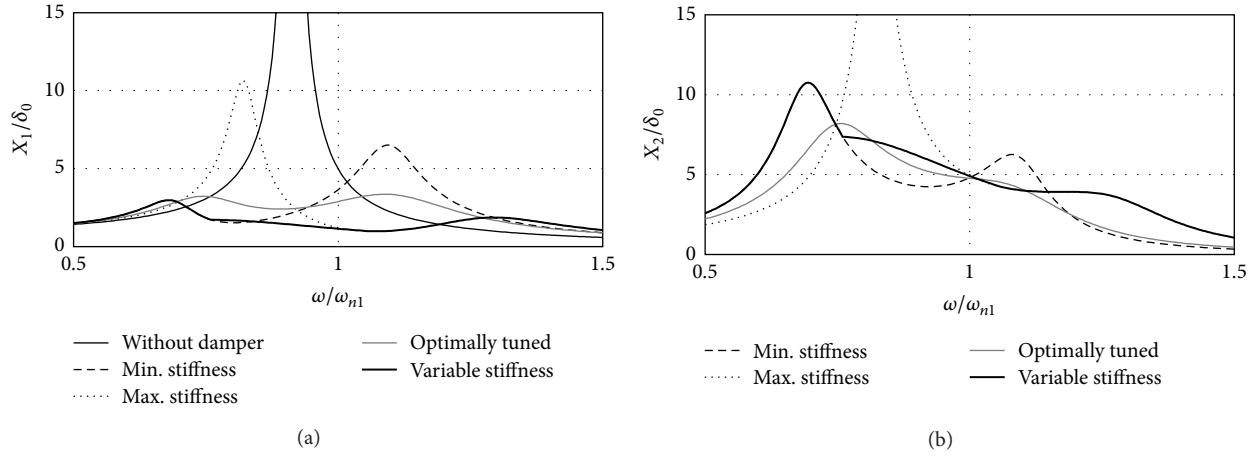 15
10
5
0
X₁/δ₀
0.5
1
1.5
ω/ωₙ₁
Without damper
Min. stiffness
Max. stiffness
Optimally tuned
Variable stiffness
(a)
15
10
5
0
X₂/δ₀
0.5
1
1.5
ω/ωₙ₁
Min. stiffness
Max. stiffness
Optimally tuned
Variable stiffness
(b)